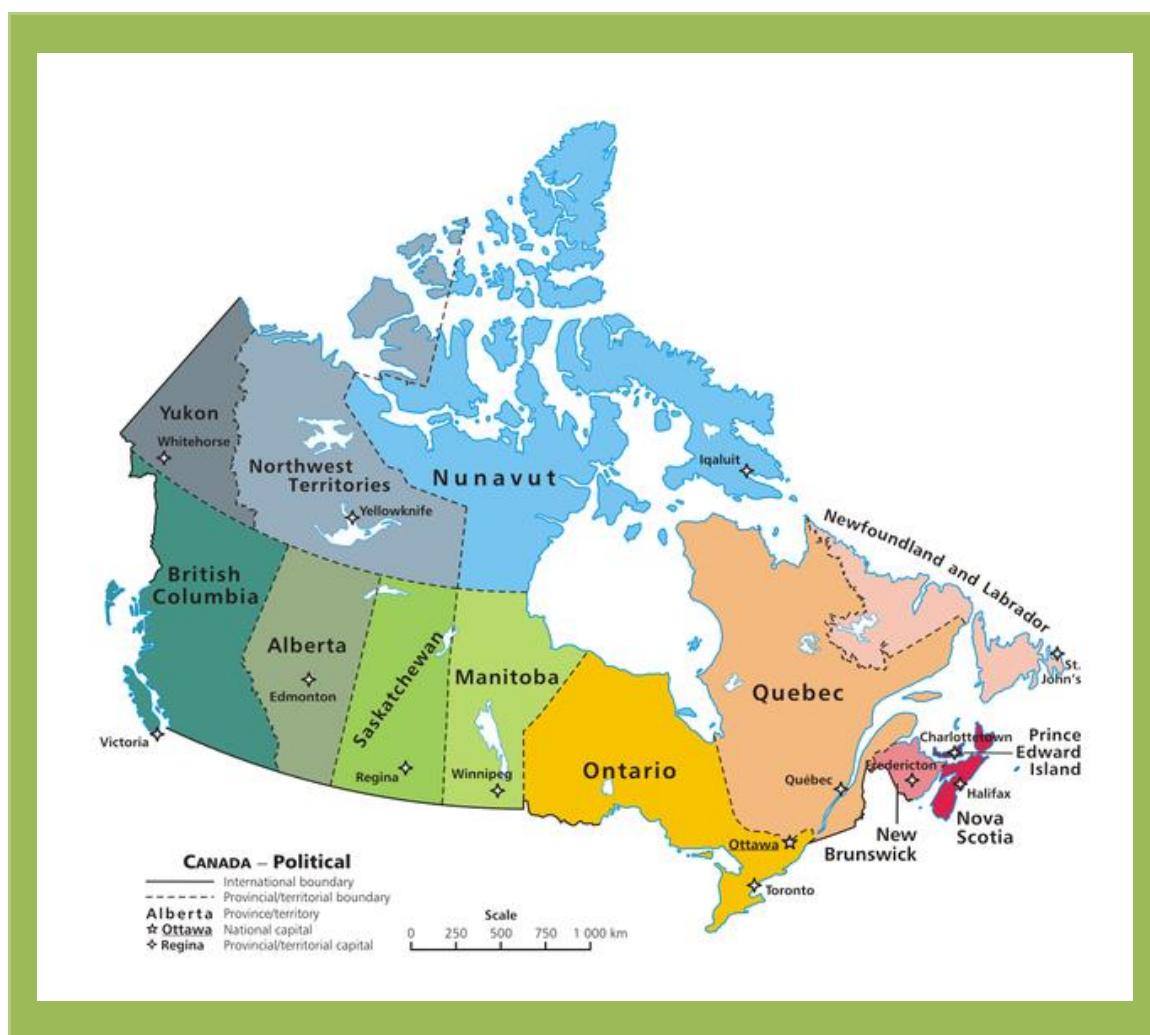 Yukon
Whitehorse
Northwest
Territories
Yellowknife
Nunavut
Iqaluit
British
Columbia
Victoria
Alberta
Edmonton
Saskatchewan
Regina
Manitoba
Winnipeg
Ontario
Ottawa
Toronto
Quebec
Québec
Newfoundland and Labrador
St.
John's
Charlottetown
Prince
Edward
Island
Fredericton
New
Brunswick
Halifax
Nova
Scotia
CANADA – Political
International boundary
Provincial/territorial boundary
Alberta Province/territory
Ottawa National capital
Regina Provincial/territorial capital
Scale
0 250 500 750 1 000 km